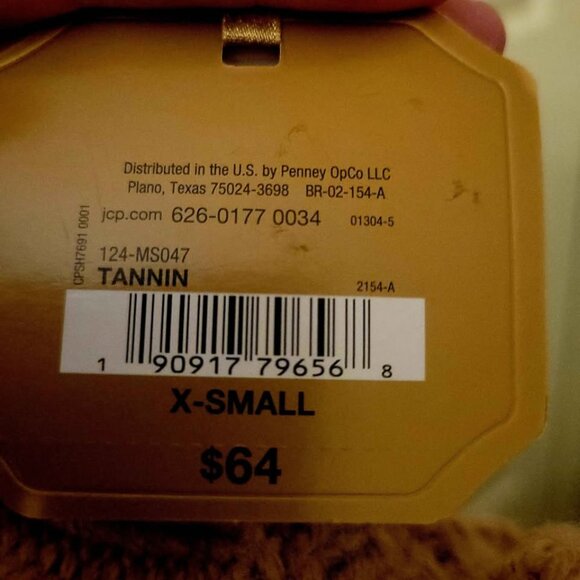 Distributed in the U.S. by Penney OpCo LLC
Plano, Texas 75024-3698 BR-02-154-A
jcp.com 626-0177 0034 01304-5
CPSH7691 0001
124-MS047
TANNIN 2154-A
1 90917 79656 8
X-SMALL
$64